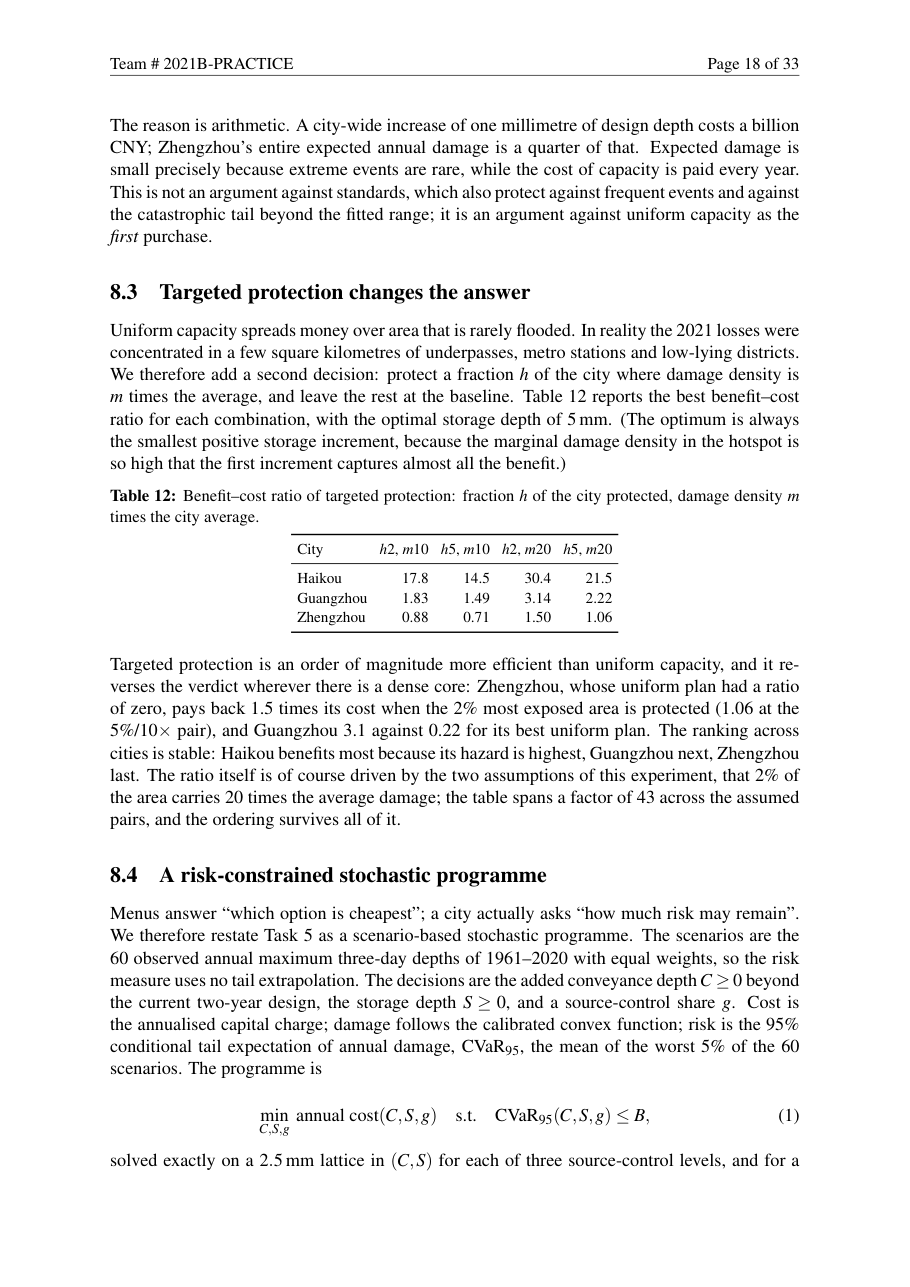 Team # 2021B-PRACTICE Page 18 of 33
The reason is arithmetic. A city-wide increase of one millimetre of design depth costs a billion
CNY; Zhengzhou’s entire expected annual damage is a quarter of that. Expected damage is
small precisely because extreme events are rare, while the cost of capacity is paid every year.
This is not an argument against standards, which also protect against frequent events and against
the catastrophic tail beyond the fitted range; it is an argument against uniform capacity as the
first purchase.
8.3 Targeted protection changes the answer
Uniform capacity spreads money over area that is rarely flooded. In reality the 2021 losses were
concentrated in a few square kilometres of underpasses, metro stations and low-lying districts.
We therefore add a second decision: protect a fraction h of the city where damage density is
m times the average, and leave the rest at the baseline. Table 12 reports the best benefit–cost
ratio for each combination, with the optimal storage depth of 5 mm. (The optimum is always
the smallest positive storage increment, because the marginal damage density in the hotspot is
so high that the first increment captures almost all the benefit.)
Table 12: Benefit–cost ratio of targeted protection: fraction h of the city protected, damage density m
times the city average.
City h2, m10 h5, m10 h2, m20 h5, m20
Haikou 17.8 14.5 30.4 21.5
Guangzhou 1.83 1.49 3.14 2.22
Zhengzhou 0.88 0.71 1.50 1.06
Targeted protection is an order of magnitude more efficient than uniform capacity, and it re-
verses the verdict wherever there is a dense core: Zhengzhou, whose uniform plan had a ratio
of zero, pays back 1.5 times its cost when the 2% most exposed area is protected (1.06 at the
5%/10× pair), and Guangzhou 3.1 against 0.22 for its best uniform plan. The ranking across
cities is stable: Haikou benefits most because its hazard is highest, Guangzhou next, Zhengzhou
last. The ratio itself is of course driven by the two assumptions of this experiment, that 2% of
the area carries 20 times the average damage; the table spans a factor of 43 across the assumed
pairs, and the ordering survives all of it.
8.4 A risk-constrained stochastic programme
Menus answer “which option is cheapest”; a city actually asks “how much risk may remain”.
We therefore restate Task 5 as a scenario-based stochastic programme. The scenarios are the
60 observed annual maximum three-day depths of 1961–2020 with equal weights, so the risk
measure uses no tail extrapolation. The decisions are the added conveyance depth C ≥ 0 beyond
the current two-year design, the storage depth S ≥ 0, and a source-control share g. Cost is
the annualised capital charge; damage follows the calibrated convex function; risk is the 95%
conditional tail expectation of annual damage, CVaR95, the mean of the worst 5% of the 60
scenarios. The programme is
min C,S,g annual cost(C,S,g) s.t. CVaR95(C,S,g) ≤ B, (1)
solved exactly on a 2.5 mm lattice in (C,S) for each of three source-control levels, and for a